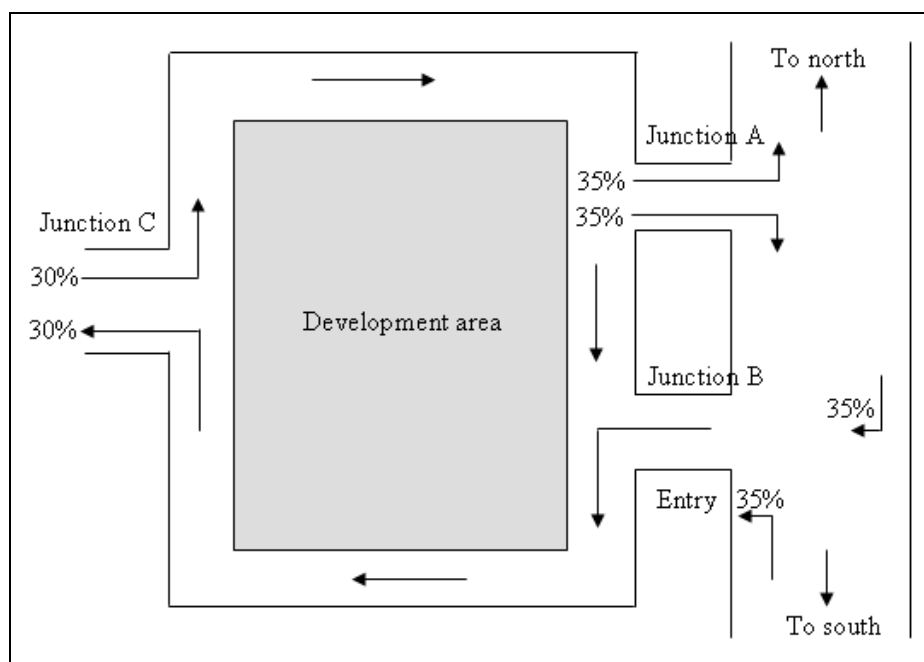 To north
Junction A
35%
35%
Junction C
30%
30%
Development area
Junction B
35%
Entry 35%
To south